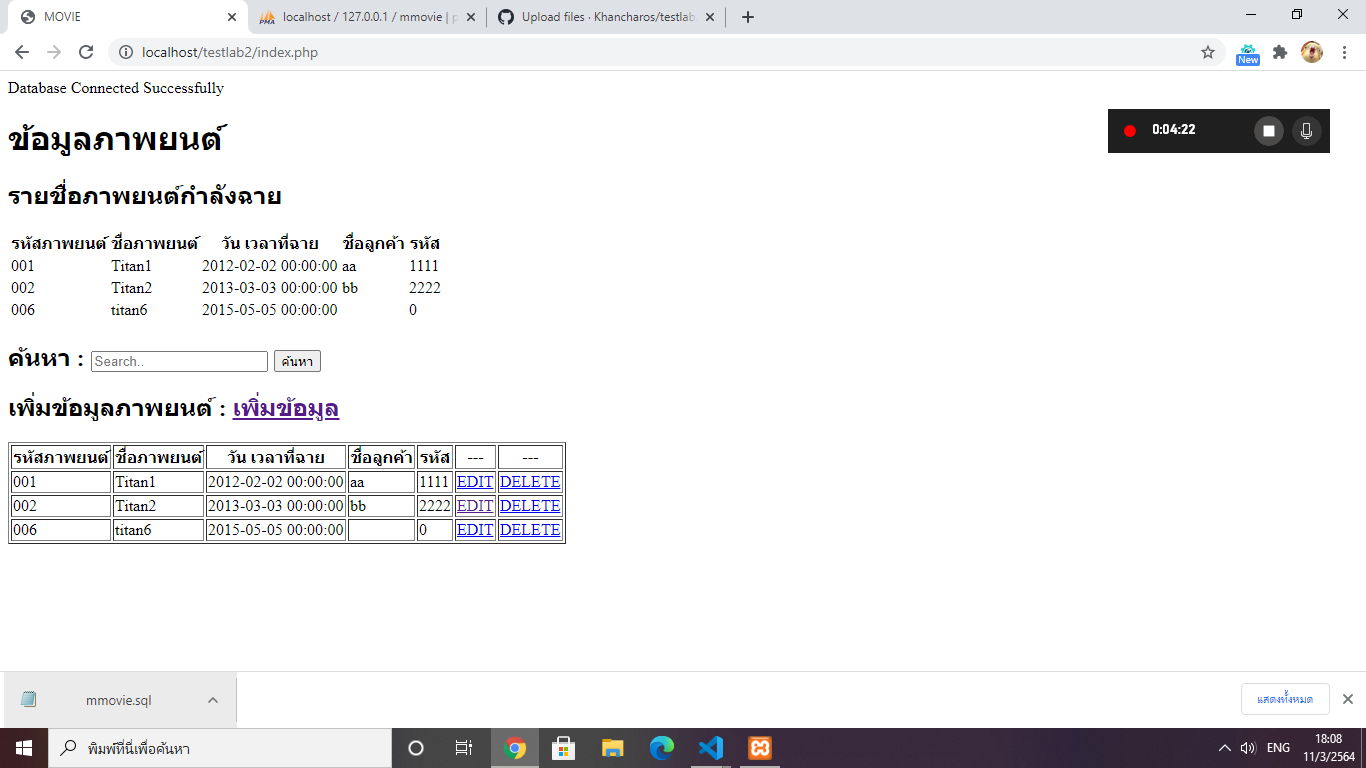 MOVIE
localhost / 127.0.0.1 / mmovie | p
Upload files · Khancharos/testlab
localhost/testlab2/index.php
New
Database Connected Successfully
0:04:22
ข้อมูลภาพยนต์
รายชื่อภาพยนต์กำลังฉาย
รหัสภาพยนต์ ชื่อภาพยนต์ วัน เวลาที่ฉาย ชื่อลูกค้า รหัส
001 Titan1 2012-02-02 00:00:00 aa 1111
002 Titan2 2013-03-03 00:00:00 bb 2222
006 titan6 2015-05-05 00:00:00 0
ค้นหา : Search.. ค้นหา
เพิ่มข้อมูลภาพยนต์ : เพิ่มข้อมูล
รหัสภาพยนต์ ชื่อภาพยนต์ วัน เวลาที่ฉาย ชื่อลูกค้า รหัส --- ---
001 Titan1 2012-02-02 00:00:00 aa 1111 EDIT DELETE
002 Titan2 2013-03-03 00:00:00 bb 2222 EDIT DELETE
006 titan6 2015-05-05 00:00:00 0 EDIT DELETE
mmovie.sql
แสดงทั้งหมด
พิมพ์ที่นี่เพื่อค้นหา
ENG
18:08
11/3/2564